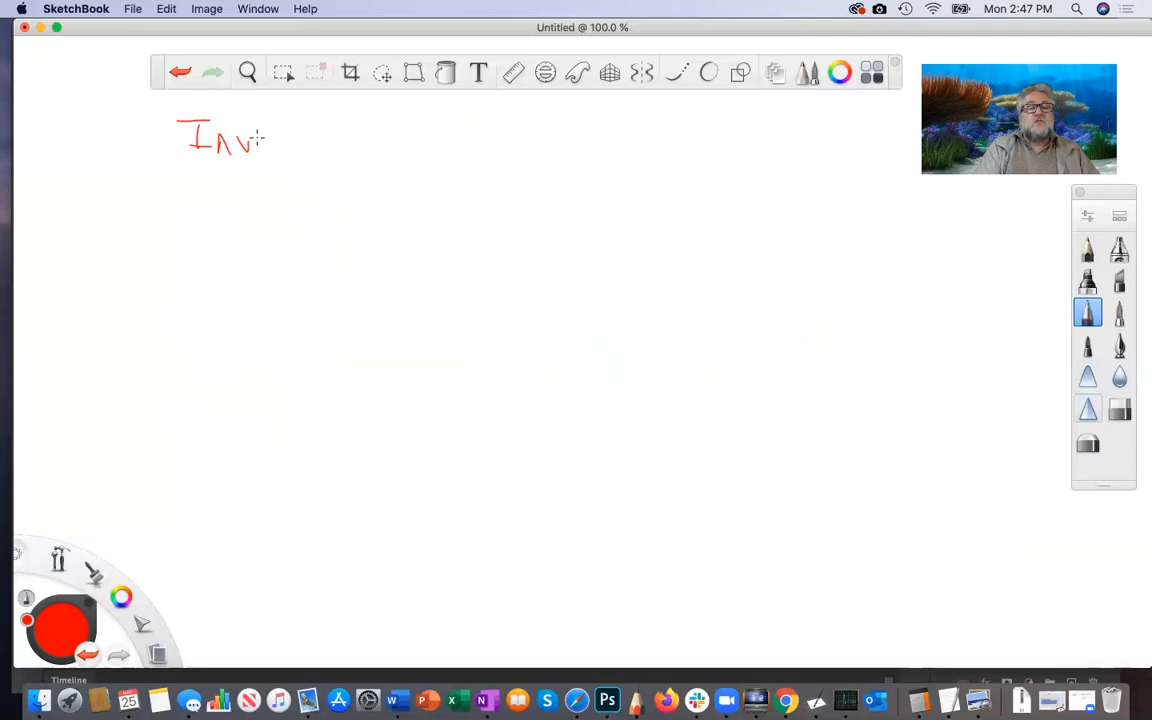 SketchBook File Edit Image Window Help Mon 2:47 PM
Untitled @ 100.0 %
Inv
Timeline